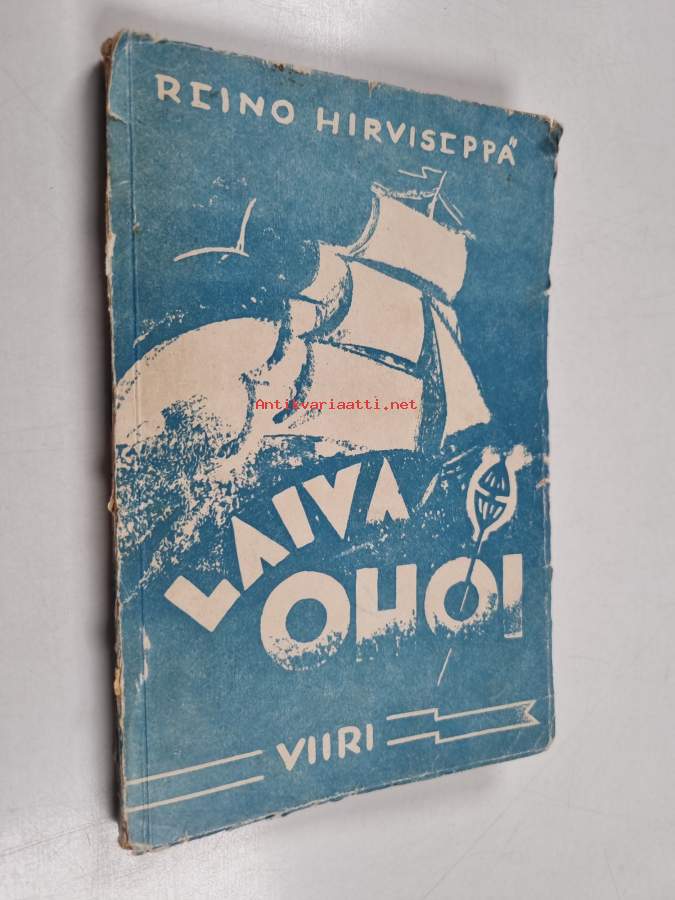 REINO HIRVISEPPÄ
Antikvariaatti.net
LAIVA
OHOI
VIIRI